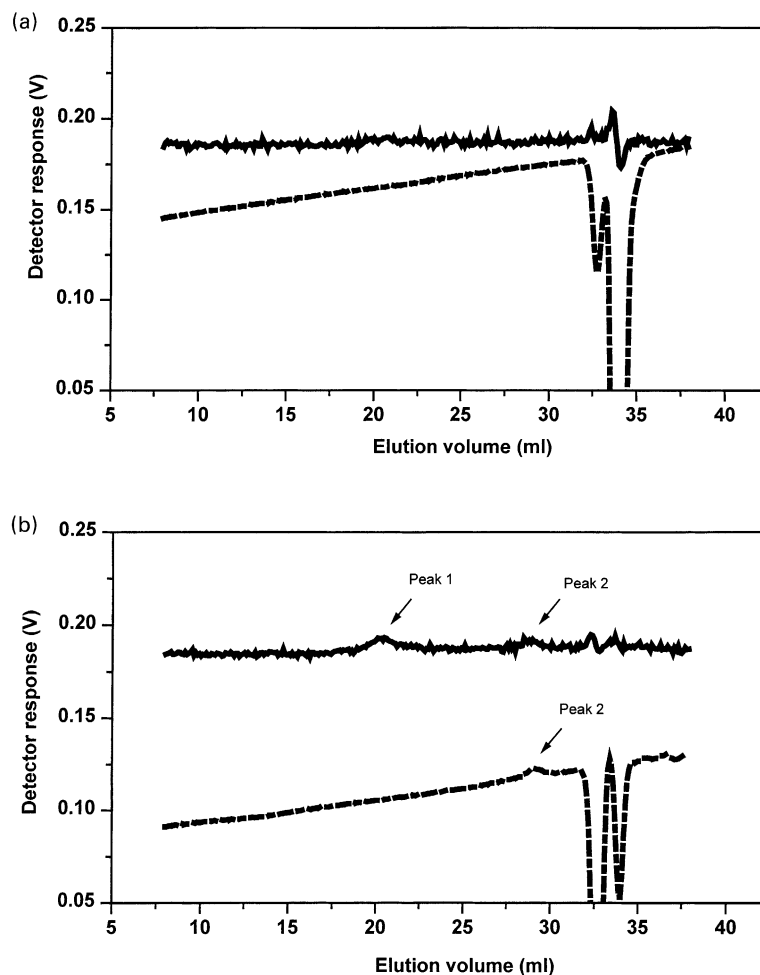 (a)
0.25
0.20
0.15
0.10
0.05
Detector response (V)
5 10 15 20 25 30 35 40
Elution volume (ml)
(b)
0.25
0.20
0.15
0.10
0.05
Detector response (V)
Peak 1
Peak 2
Peak 2
5 10 15 20 25 30 35 40
Elution volume (ml)